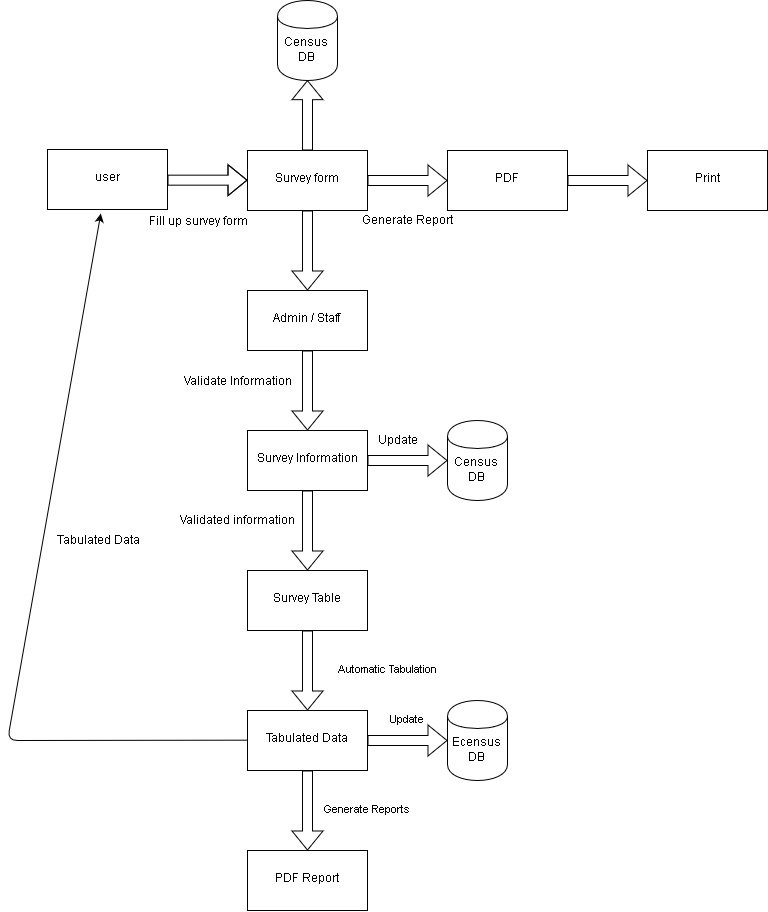 Census
DB
user
Survey form
PDF
Print
Fill up survey form
Generate Report
Admin / Staff
Validate Information
Survey Information
Update
Census
DB
Validated information
Tabulated Data
Survey Table
Automatic Tabulation
Tabulated Data
Update
Ecensus
DB
Generate Reports
PDF Report